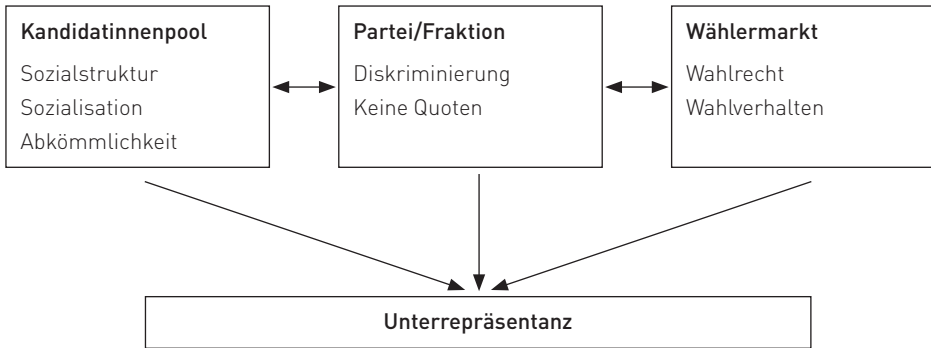 Kandidatinnenpool
Sozialstruktur
Sozialisation
Abkömmlichkeit
Partei/Fraktion
Diskriminierung
Keine Quoten
Wählermarkt
Wahlrecht
Wahlverhalten
Unterrepräsentanz